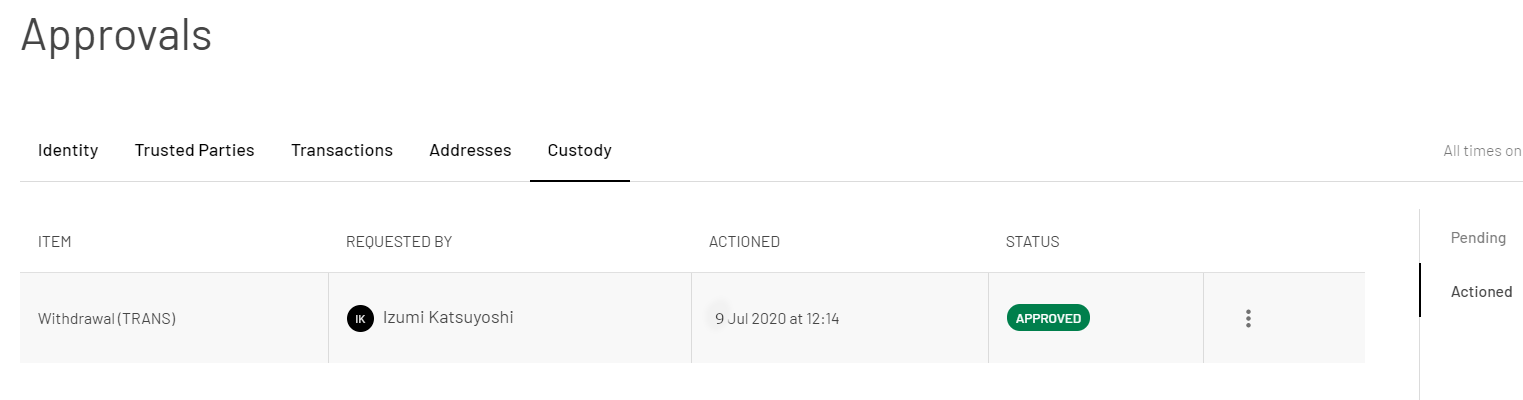 Approvals
Identity Trusted Parties Transactions Addresses Custody All times on
ITEM REQUESTED BY ACTIONED STATUS
Pending
Actioned
Withdrawal (TRANS) IK Izumi Katsuyoshi 9 Jul 2020 at 12:14 APPROVED